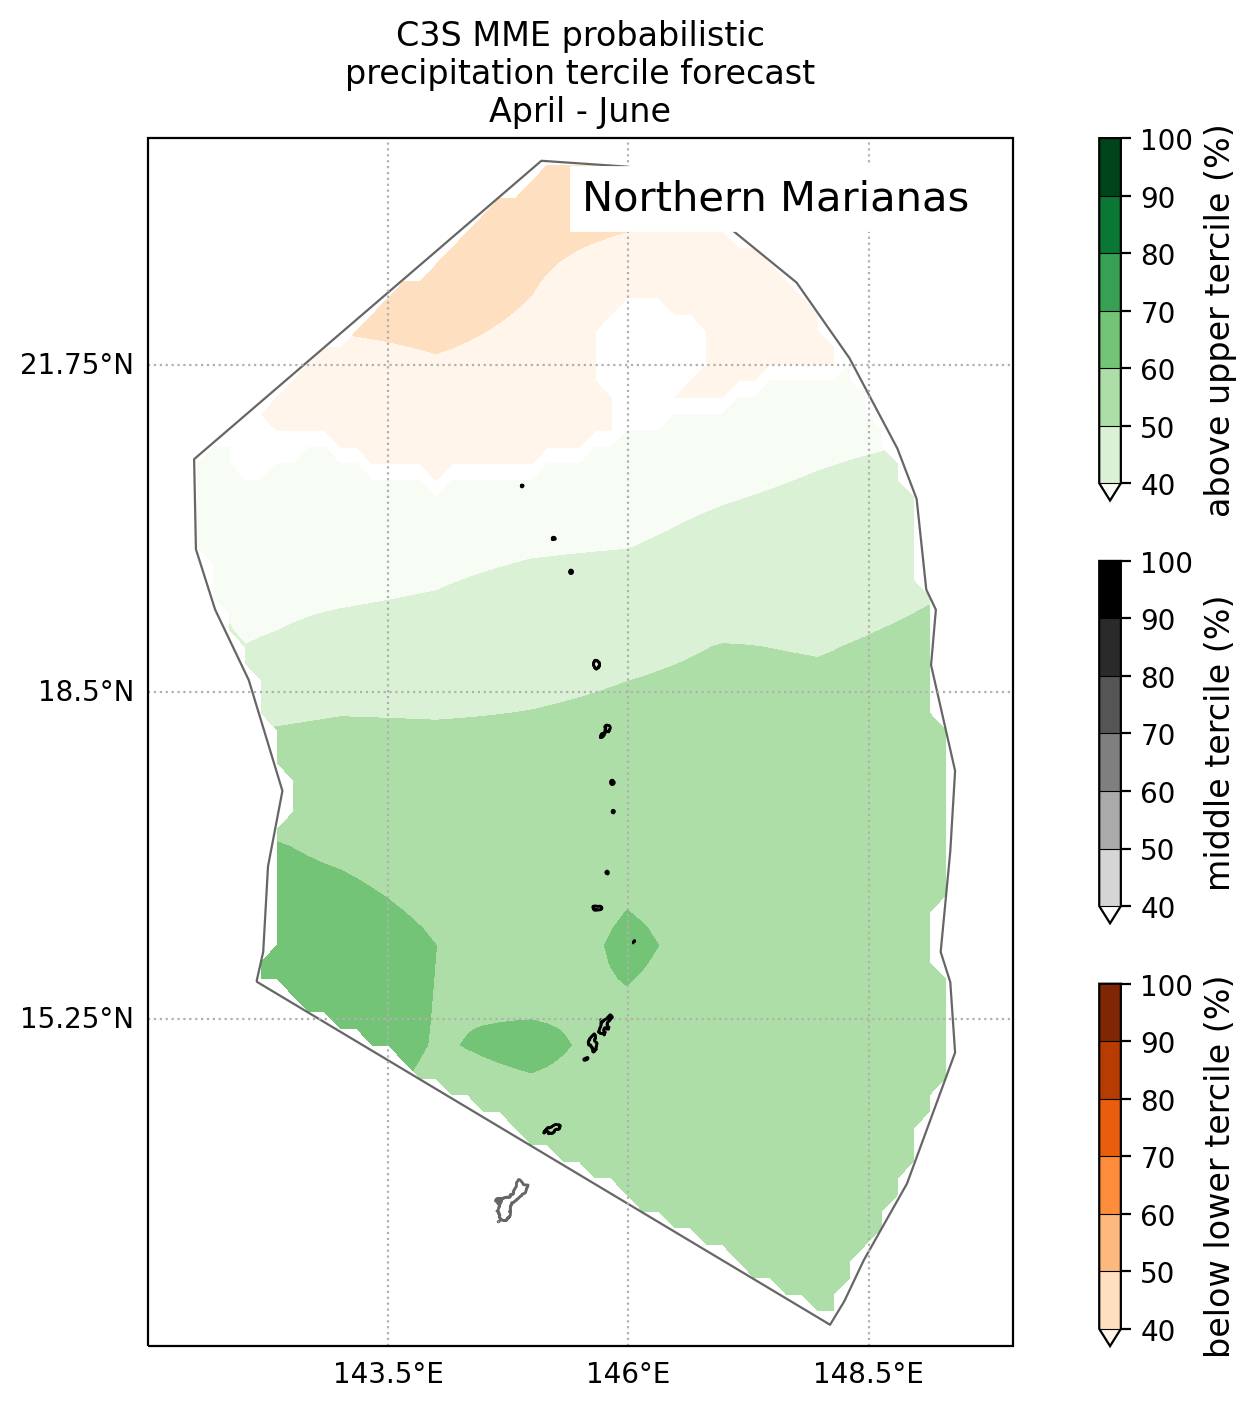 C3S MME probabilistic
precipitation tercile forecast
April - June
Northern Marianas
21.75°N
18.5°N
15.25°N
143.5°E
146°E
148.5°E
100
90
80
70
60
50
40
above upper tercile (%)
100
90
80
70
60
50
40
middle tercile (%)
100
90
80
70
60
50
40
below lower tercile (%)